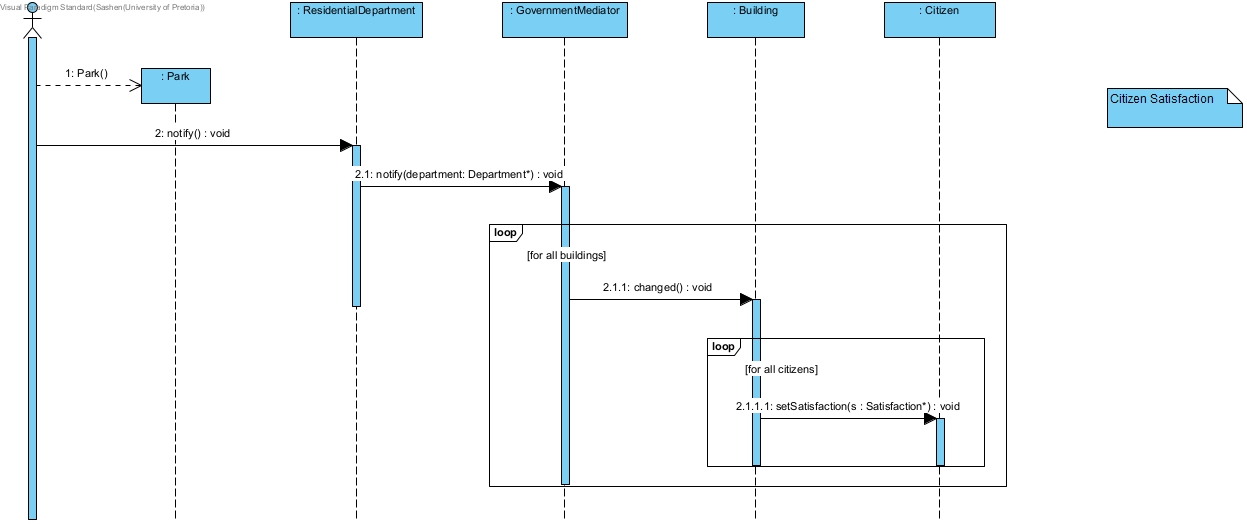 Visual Paradigm Standard(Sashen(University of Pretoria))
: ResidentialDepartment
: GovernmentMediator
: Building
: Citizen
1: Park()
: Park
Citizen Satisfaction
2: notify() : void
2.1: notify(department: Department*) : void
loop
[for all buildings]
2.1.1: changed() : void
loop
[for all citizens]
2.1.1.1: setSatisfaction(s : Satisfaction*) : void